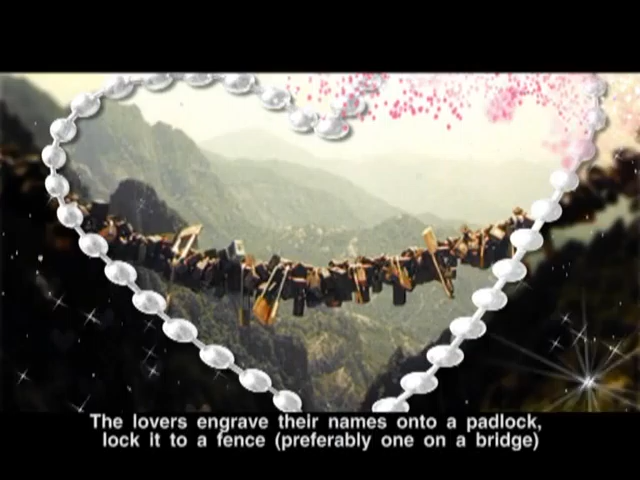 The lovers engrave their names onto a padlock,
lock it to a fence (preferably one on a bridge)